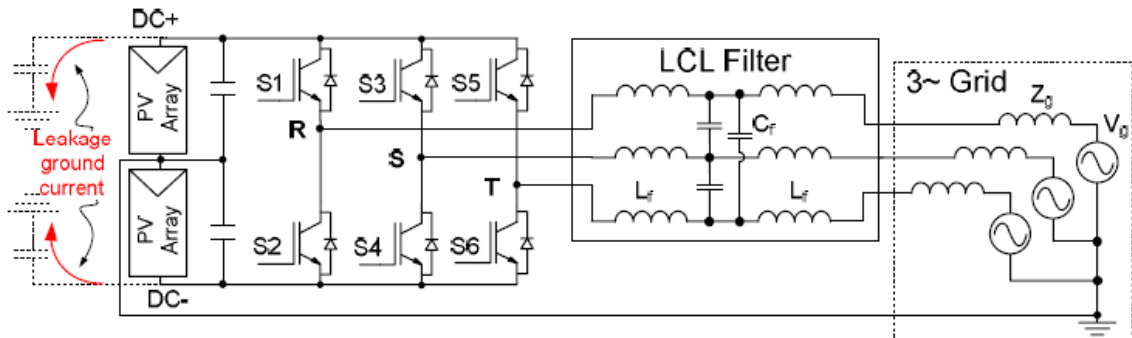 DC+
PV
Array
Leakage
ground
current
PV
Array
DC-
S1
S3
S5
R
S
T
S2
S4
S6
LCL Filter
Cf
Lf
Lf
3~ Grid
Zg
Vg